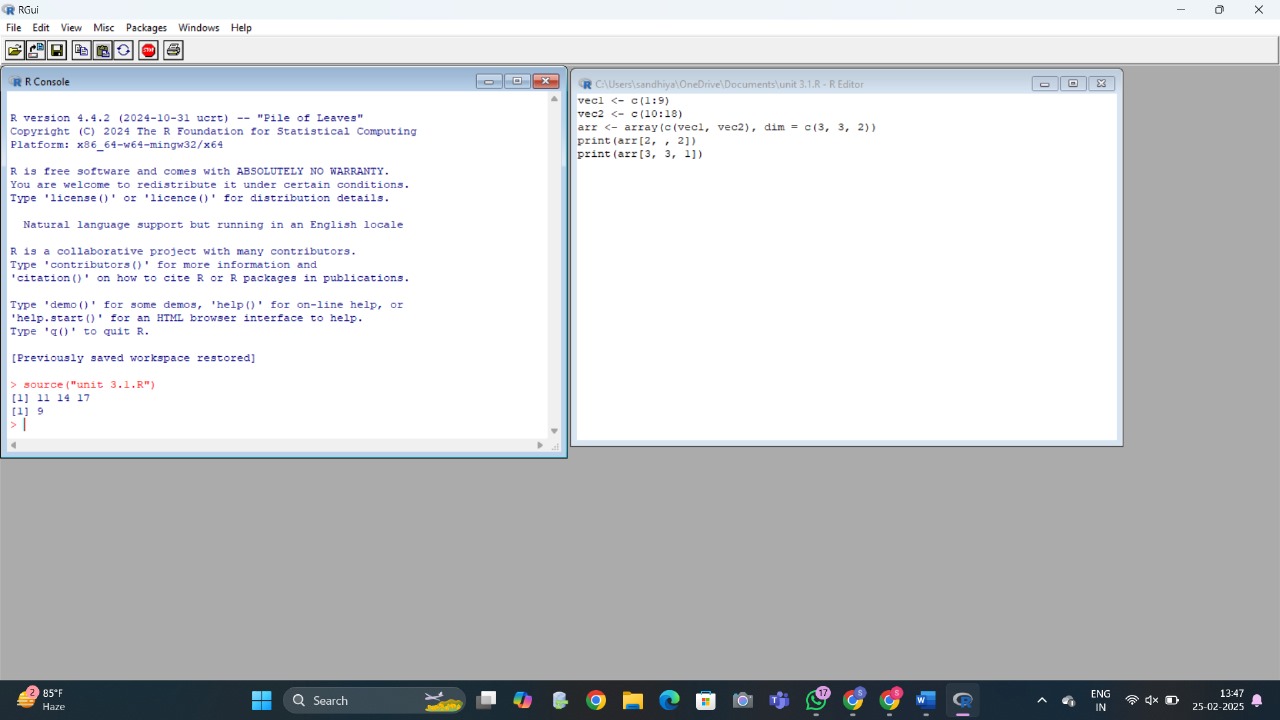 RGui
File Edit View Misc Packages Windows Help
R Console
R version 4.4.2 (2024-10-31 ucrt) -- "Pile of Leaves"
Copyright (C) 2024 The R Foundation for Statistical Computing
Platform: x86_64-w64-mingw32/x64
R is free software and comes with ABSOLUTELY NO WARRANTY.
You are welcome to redistribute it under certain conditions.
Type 'license()' or 'licence()' for distribution details.
Natural language support but running in an English locale
R is a collaborative project with many contributors.
Type 'contributors()' for more information and
'citation()' on how to cite R or R packages in publications.
Type 'demo()' for some demos, 'help()' for on-line help, or
'help.start()' for an HTML browser interface to help.
Type 'q()' to quit R.
[Previously saved workspace restored]
> source("unit 3.1.R")
[1] 11 14 17
[1] 9
>
C:\Users\sandhiya\OneDrive\Documents\unit 3.1.R - R Editor
vec1 <- c(1:9)
vec2 <- c(10:18)
arr <- array(c(vec1, vec2), dim = c(3, 3, 2))
print(arr[2, , 2])
print(arr[3, 3, 1])
2
85°F
Haze
Search
17
S
S
ENG
IN
13:47
25-02-2025